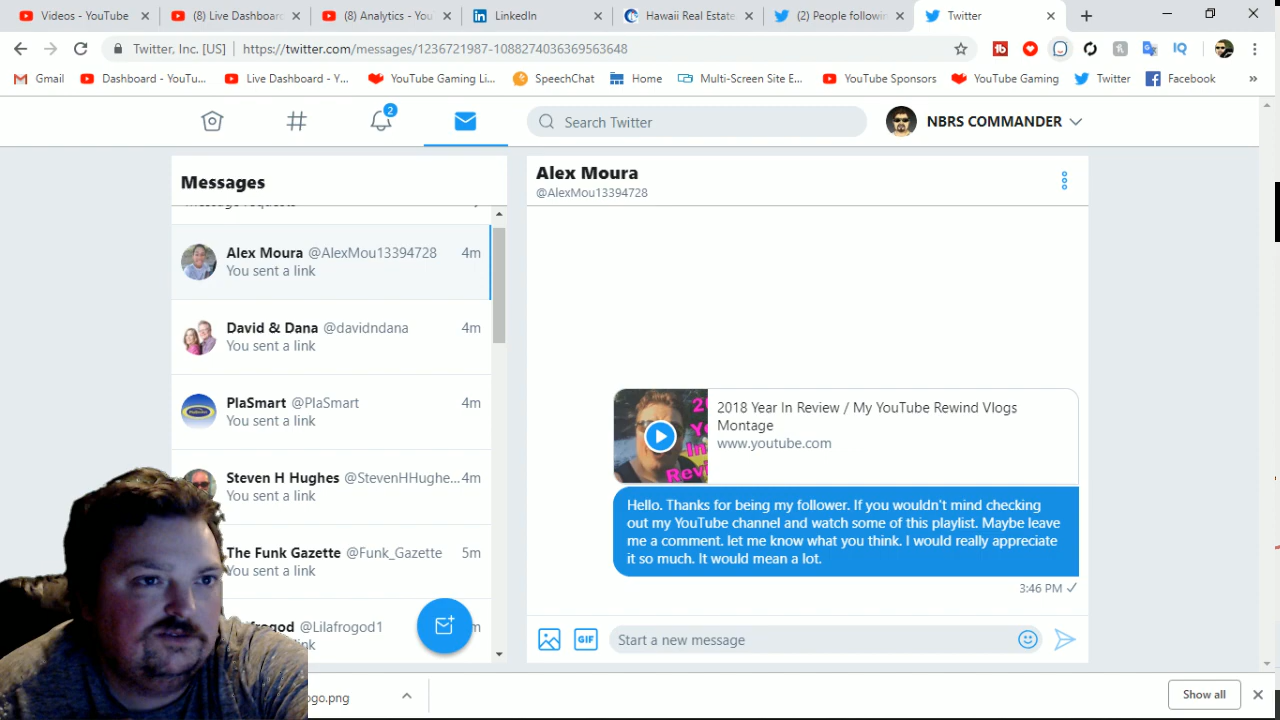 Videos - YouTube
(8) Live Dashboar
(8) Analytics - You
LinkedIn
Hawaii Real Estate
(2) People followin
Twitter
Twitter, Inc. [US]
https://twitter.com/messages/1236721987-1088274036369563648
Gmail
Dashboard - YouTu...
Live Dashboard - Y...
YouTube Gaming Li...
SpeechChat
Home
Multi-Screen Site E...
YouTube Sponsors
YouTube Gaming
Twitter
Facebook
2
Search Twitter
NBRS COMMANDER
Messages
Alex Moura @AlexMou13394728 4m
You sent a link
David & Dana @davidndana 4m
You sent a link
PlaSmart @PlaSmart 4m
You sent a link
Steven H Hughes @StevenHHughe... 4m
You sent a link
The Funk Gazette @Funk_Gazette 5m
You sent a link
@Lilafrogod1
Alex Moura
@AlexMou13394728
2018 Year In Review / My YouTube Rewind Vlogs
Montage
www.youtube.com
Hello. Thanks for being my follower. If you wouldn't mind checking
out my YouTube channel and watch some of this playlist. Maybe leave
me a comment. let me know what you think. I would really appreciate
it so much. It would mean a lot.
3:46 PM
GIF
Start a new message
ogo.png
Show all